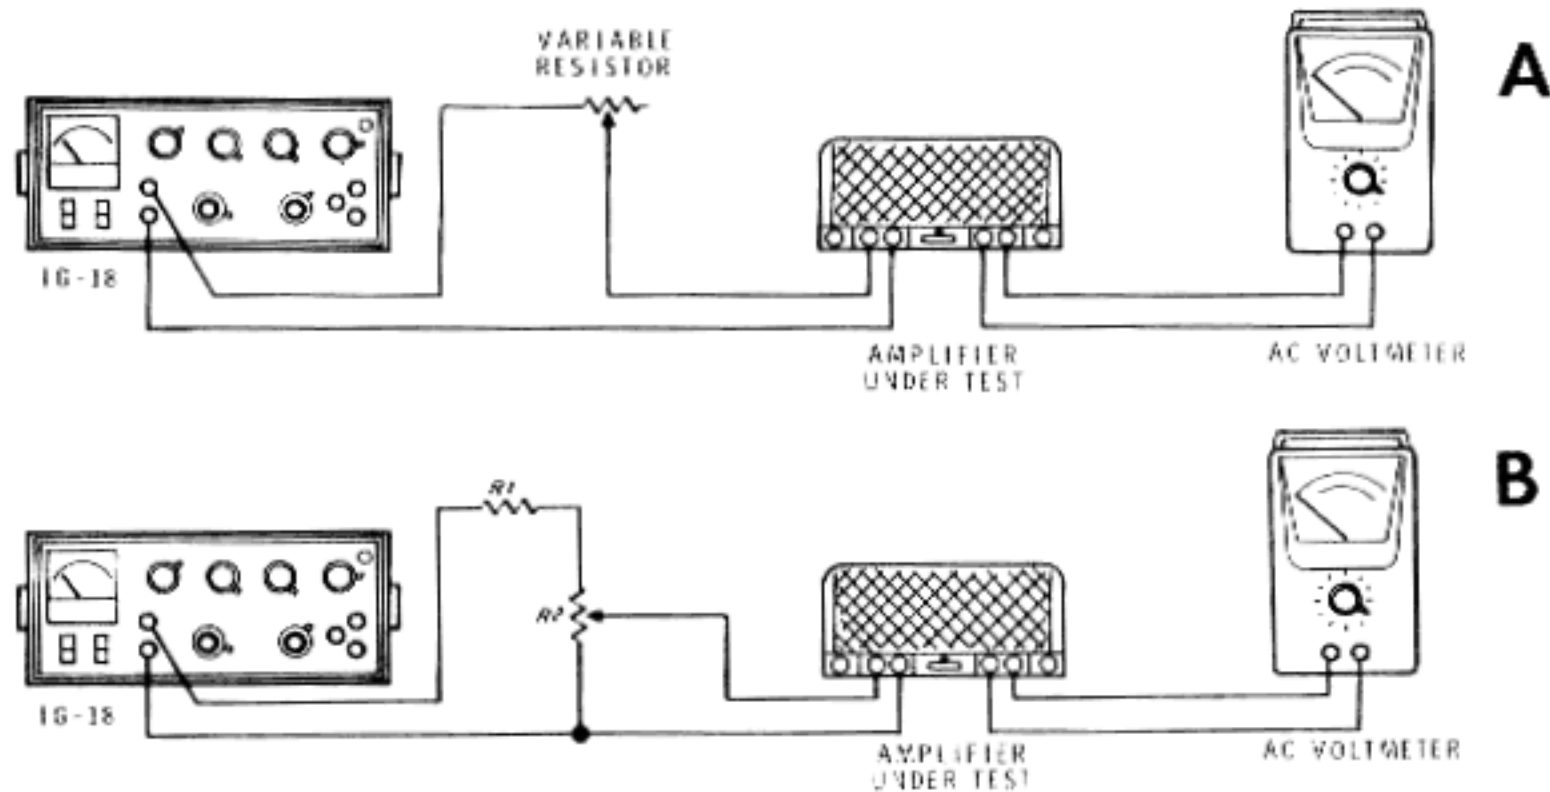 VARIABLE
RESISTOR
A
IG-18
AMPLIFIER
UNDER TEST
AC VOLTMETER
B
R1
R2
IG-18
AMPLIFIER
UNDER TEST
AC VOLTMETER